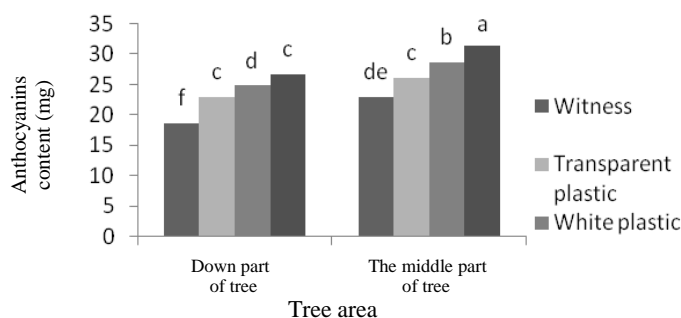 Anthocyanins
content (mg)
35
30
25
20
15
10
5
0
f
c
d
c
de
c
b
a
Down part
of tree
The middle part
of tree
Tree area
Witness
Transparent
plastic
White plastic